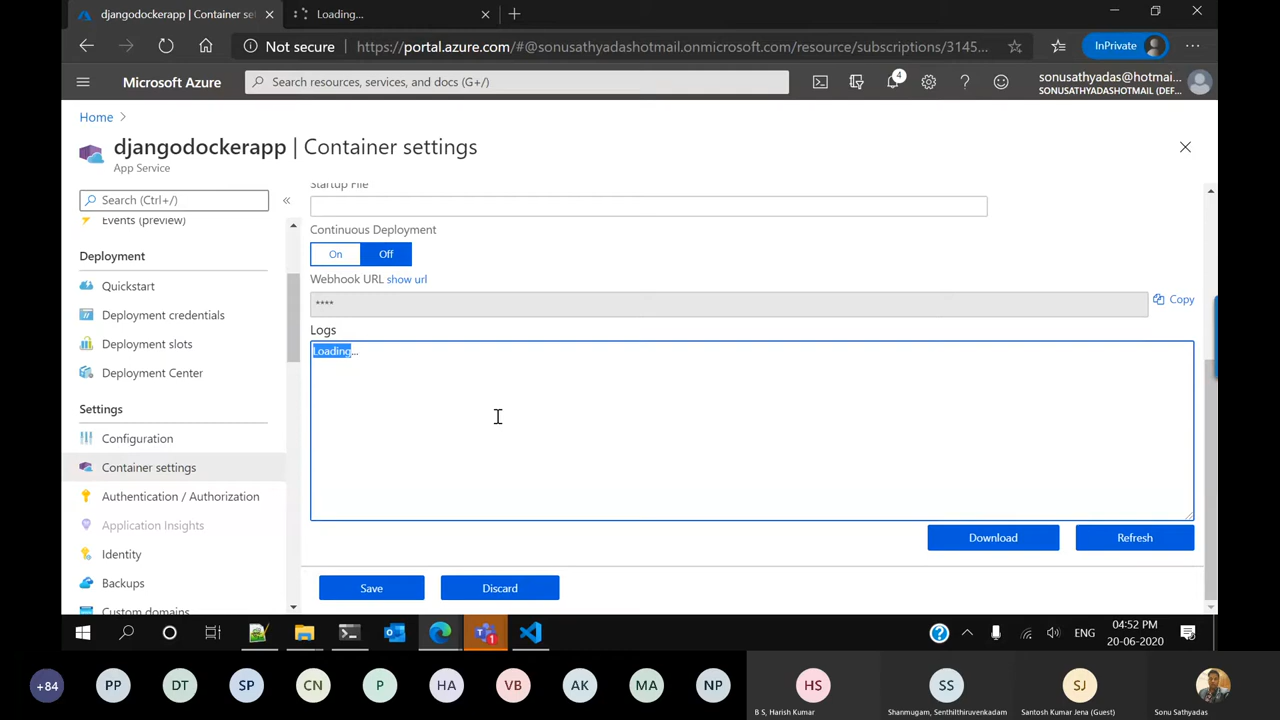 djangodockerapp | Container set
Loading...
Not secure
https://portal.azure.com/#@sonusathyadashotmail.onmicrosoft.com/resource/subscriptions/3145...
InPrivate
Microsoft Azure
Search resources, services, and docs (G+/)
4
sonusathyadas@hotmai...
SONUSATHYADASHOTMAIL (DEF...
Home
djangodockerapp | Container settings
App Service
Search (Ctrl+/)
Events (preview)
Deployment
Quickstart
Deployment credentials
Deployment slots
Deployment Center
Settings
Configuration
Container settings
Authentication / Authorization
Application Insights
Identity
Backups
Custom domains
Startup File
Continuous Deployment
On
Off
Webhook URL show url
****
Copy
Logs
Loading...
Download
Refresh
Save
Discard
1
ENG
04:52 PM
20-06-2020
+84
PP
DT
SP
CN
P
HA
VB
AK
MA
NP
HS
B S, Harish Kumar
SS
Shanmugam, Senthilthiruvenkadam
SJ
Santosh Kumar Jena (Guest)
Sonu Sathyadas